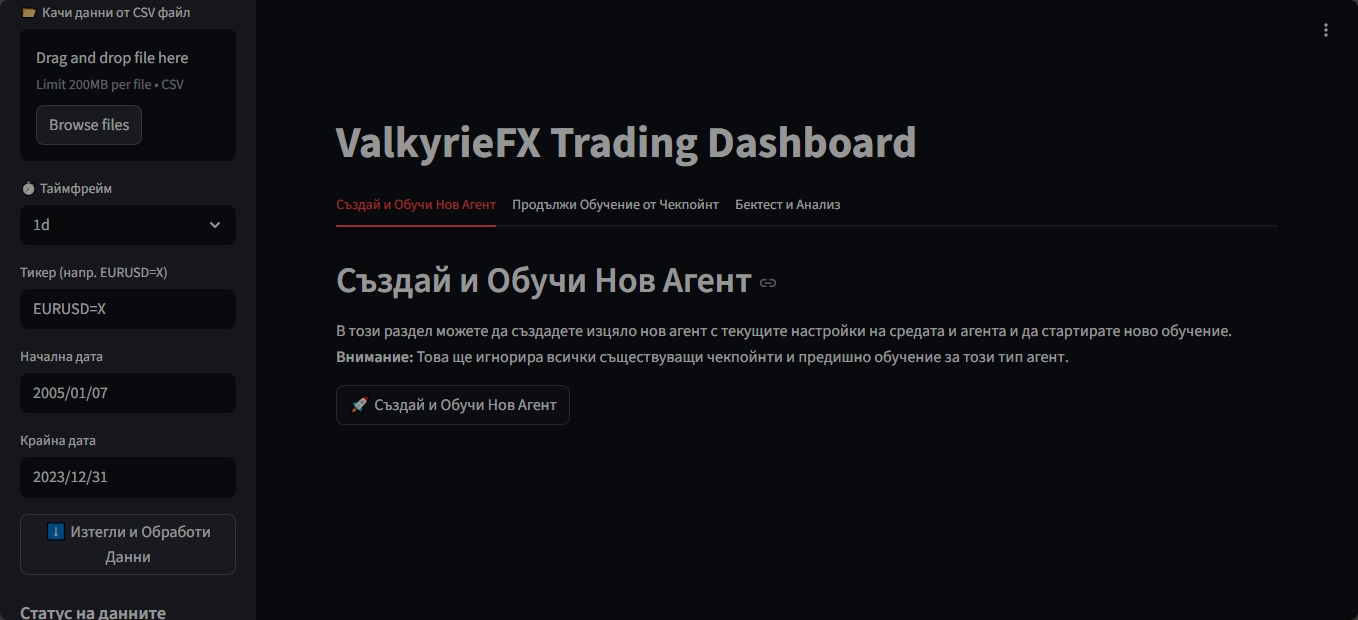 Качи данни от CSV файл
Drag and drop file here
Limit 200MB per file • CSV
Browse files
Таймфрейм
1d
Тикер (напр. EURUSD=X)
EURUSD=X
Начална дата
2005/01/07
Крайна дата
2023/12/31
Изтегли и Обработи
Данни
Статус на данните
ValkyrieFX Trading Dashboard
Създай и Обучи Нов Агент Продължи Обучение от Чекпойнт Бектест и Анализ
Създай и Обучи Нов Агент
В този раздел можете да създадете изцяло нов агент с текущите настройки на средата и агента и да стартирате ново обучение.
Внимание: Това ще игнорира всички съществуващи чекпойнти и предишно обучение за този тип агент.
Създай и Обучи Нов Агент